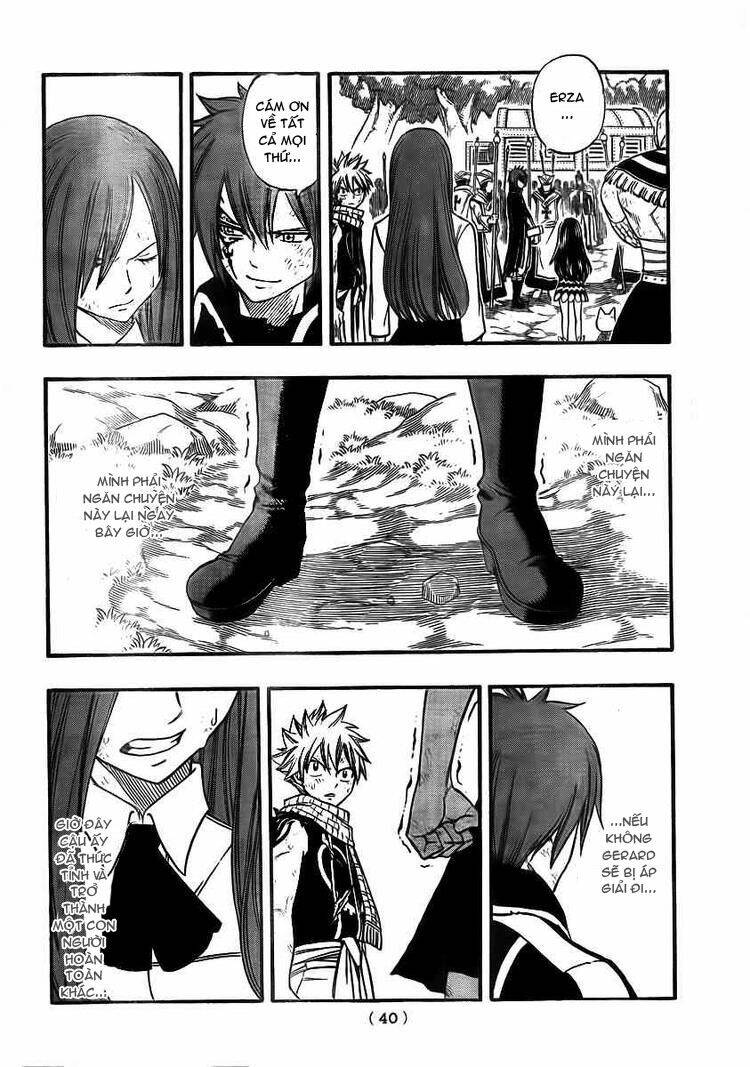 ERZA
...
CÁM ƠN
VỀ TẤT
CẢ MỌI
THỨ...
MÌNH PHẢI
NGĂN
CHUYỆN
NÀY LẠI...
MÌNH PHẢI
NGĂN CHUYỆN
NÀY LẠI NGAY
BÂY GIỜ...
...NẾU
KHÔNG
GERARD
SẼ BỊ ÁP
GIẢI ĐI...
GIỜ ĐÂY
CẬU ẤY
ĐÃ THỨC
TỈNH VÀ
TRỞ
THÀNH
MỘT CON
NGƯỜI
HOÀN
TOÀN
KHÁC...
( 40 )